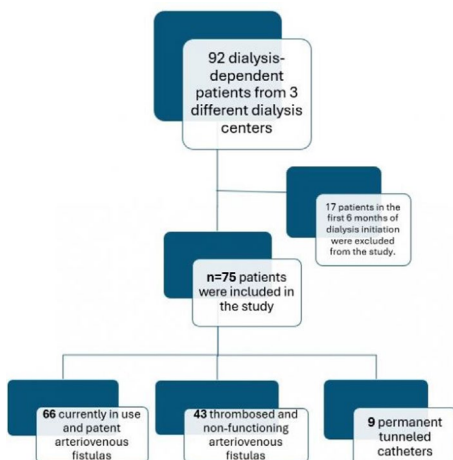 92 dialysis-
dependent
patients from 3
different dialysis
centers
17 patients in the
first 6 months of
dialysis initiation
were excluded
from the study.
n=75 patients
were included in
the study
66 currently in use
and patent
arteriovenous
fistulas
43 thrombosed and
non-functioning
arteriovenous
fistulas
9 permanent
tunneled
catheters